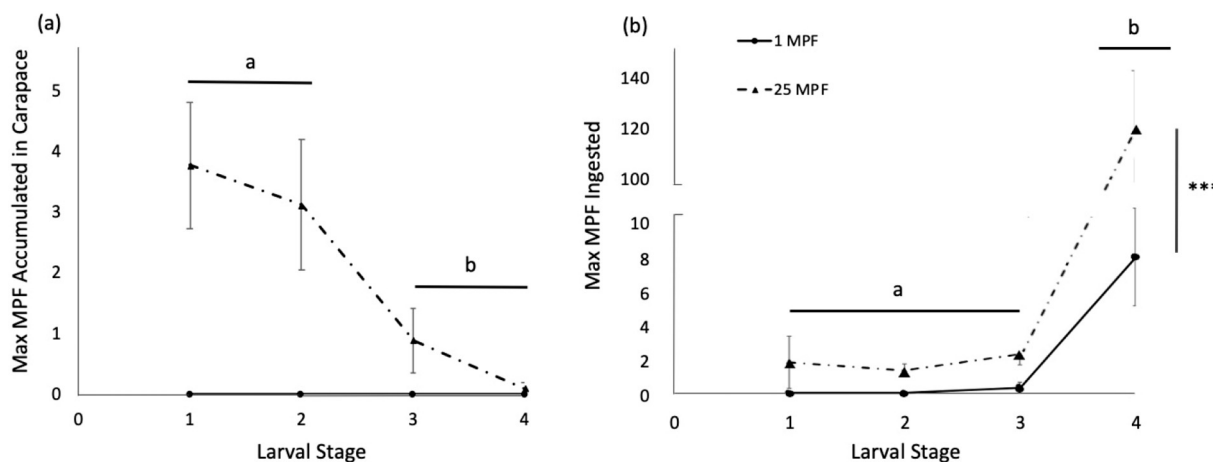 (a)
Max MPF Accumulated in Carapace
5
4
3
2
1
0
a
b
0 1 2 3 4
Larval Stage
(b)
Max MPF Ingested
140
120
100
10
8
6
4
2
0
1 MPF
25 MPF
a
b
***
0 1 2 3 4
Larval Stage